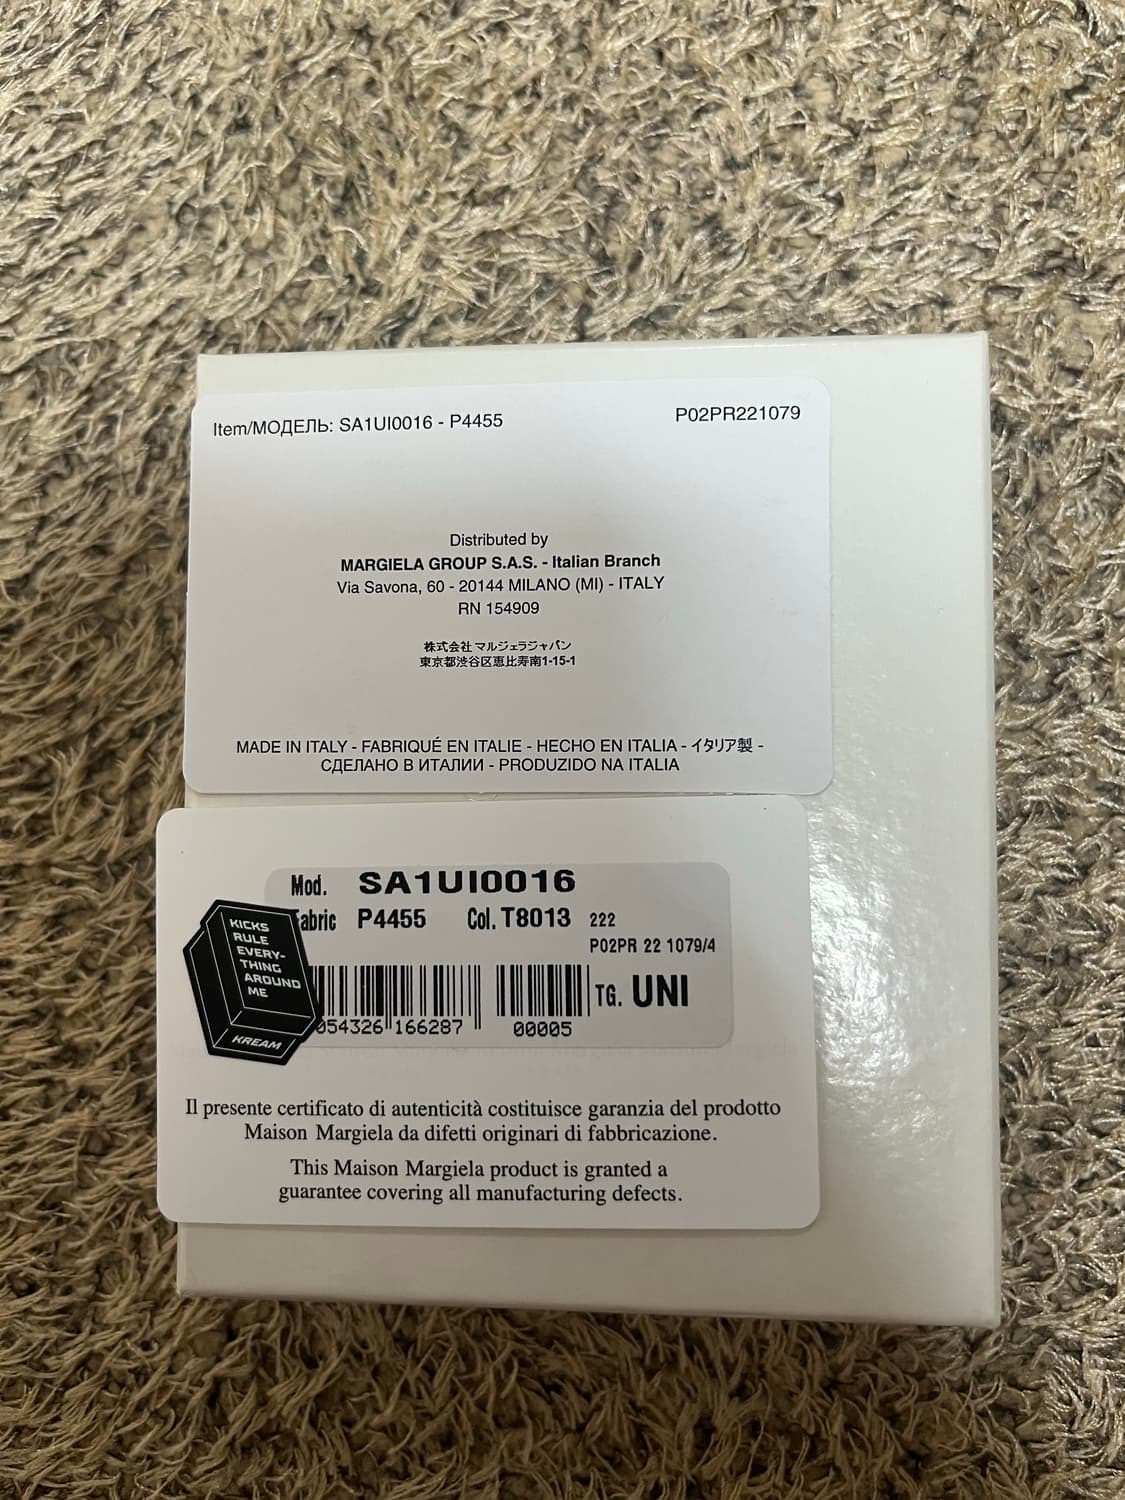 Item/МОДЕЛЬ: SA1UI0016 - P4455
P02PR221079
Distributed by
MARGIELA GROUP S.A.S. - Italian Branch
Via Savona, 60 - 20144 MILANO (MI) - ITALY
RN 154909
株式会社 マルジェラジャパン
東京都渋谷区恵比寿南1-15-1
MADE IN ITALY - FABRIQUÉ EN ITALIE - HECHO EN ITALIA - イタリア製 -
СДЕЛАНО В ИТАЛИИ - PRODUZIDO NA ITALIA
Mod. SA1UI0016
Fabric P4455 Col. T8013 222
P02PR 22 1079/4
TG. UNI
054326 166287 00005
KICKS
RULE
EVERY-
THING
AROUND
ME
KREAM
Il presente certificato di autenticità costituisce garanzia del prodotto
Maison Margiela da difetti originari di fabbricazione.
This Maison Margiela product is granted a
guarantee covering all manufacturing defects.